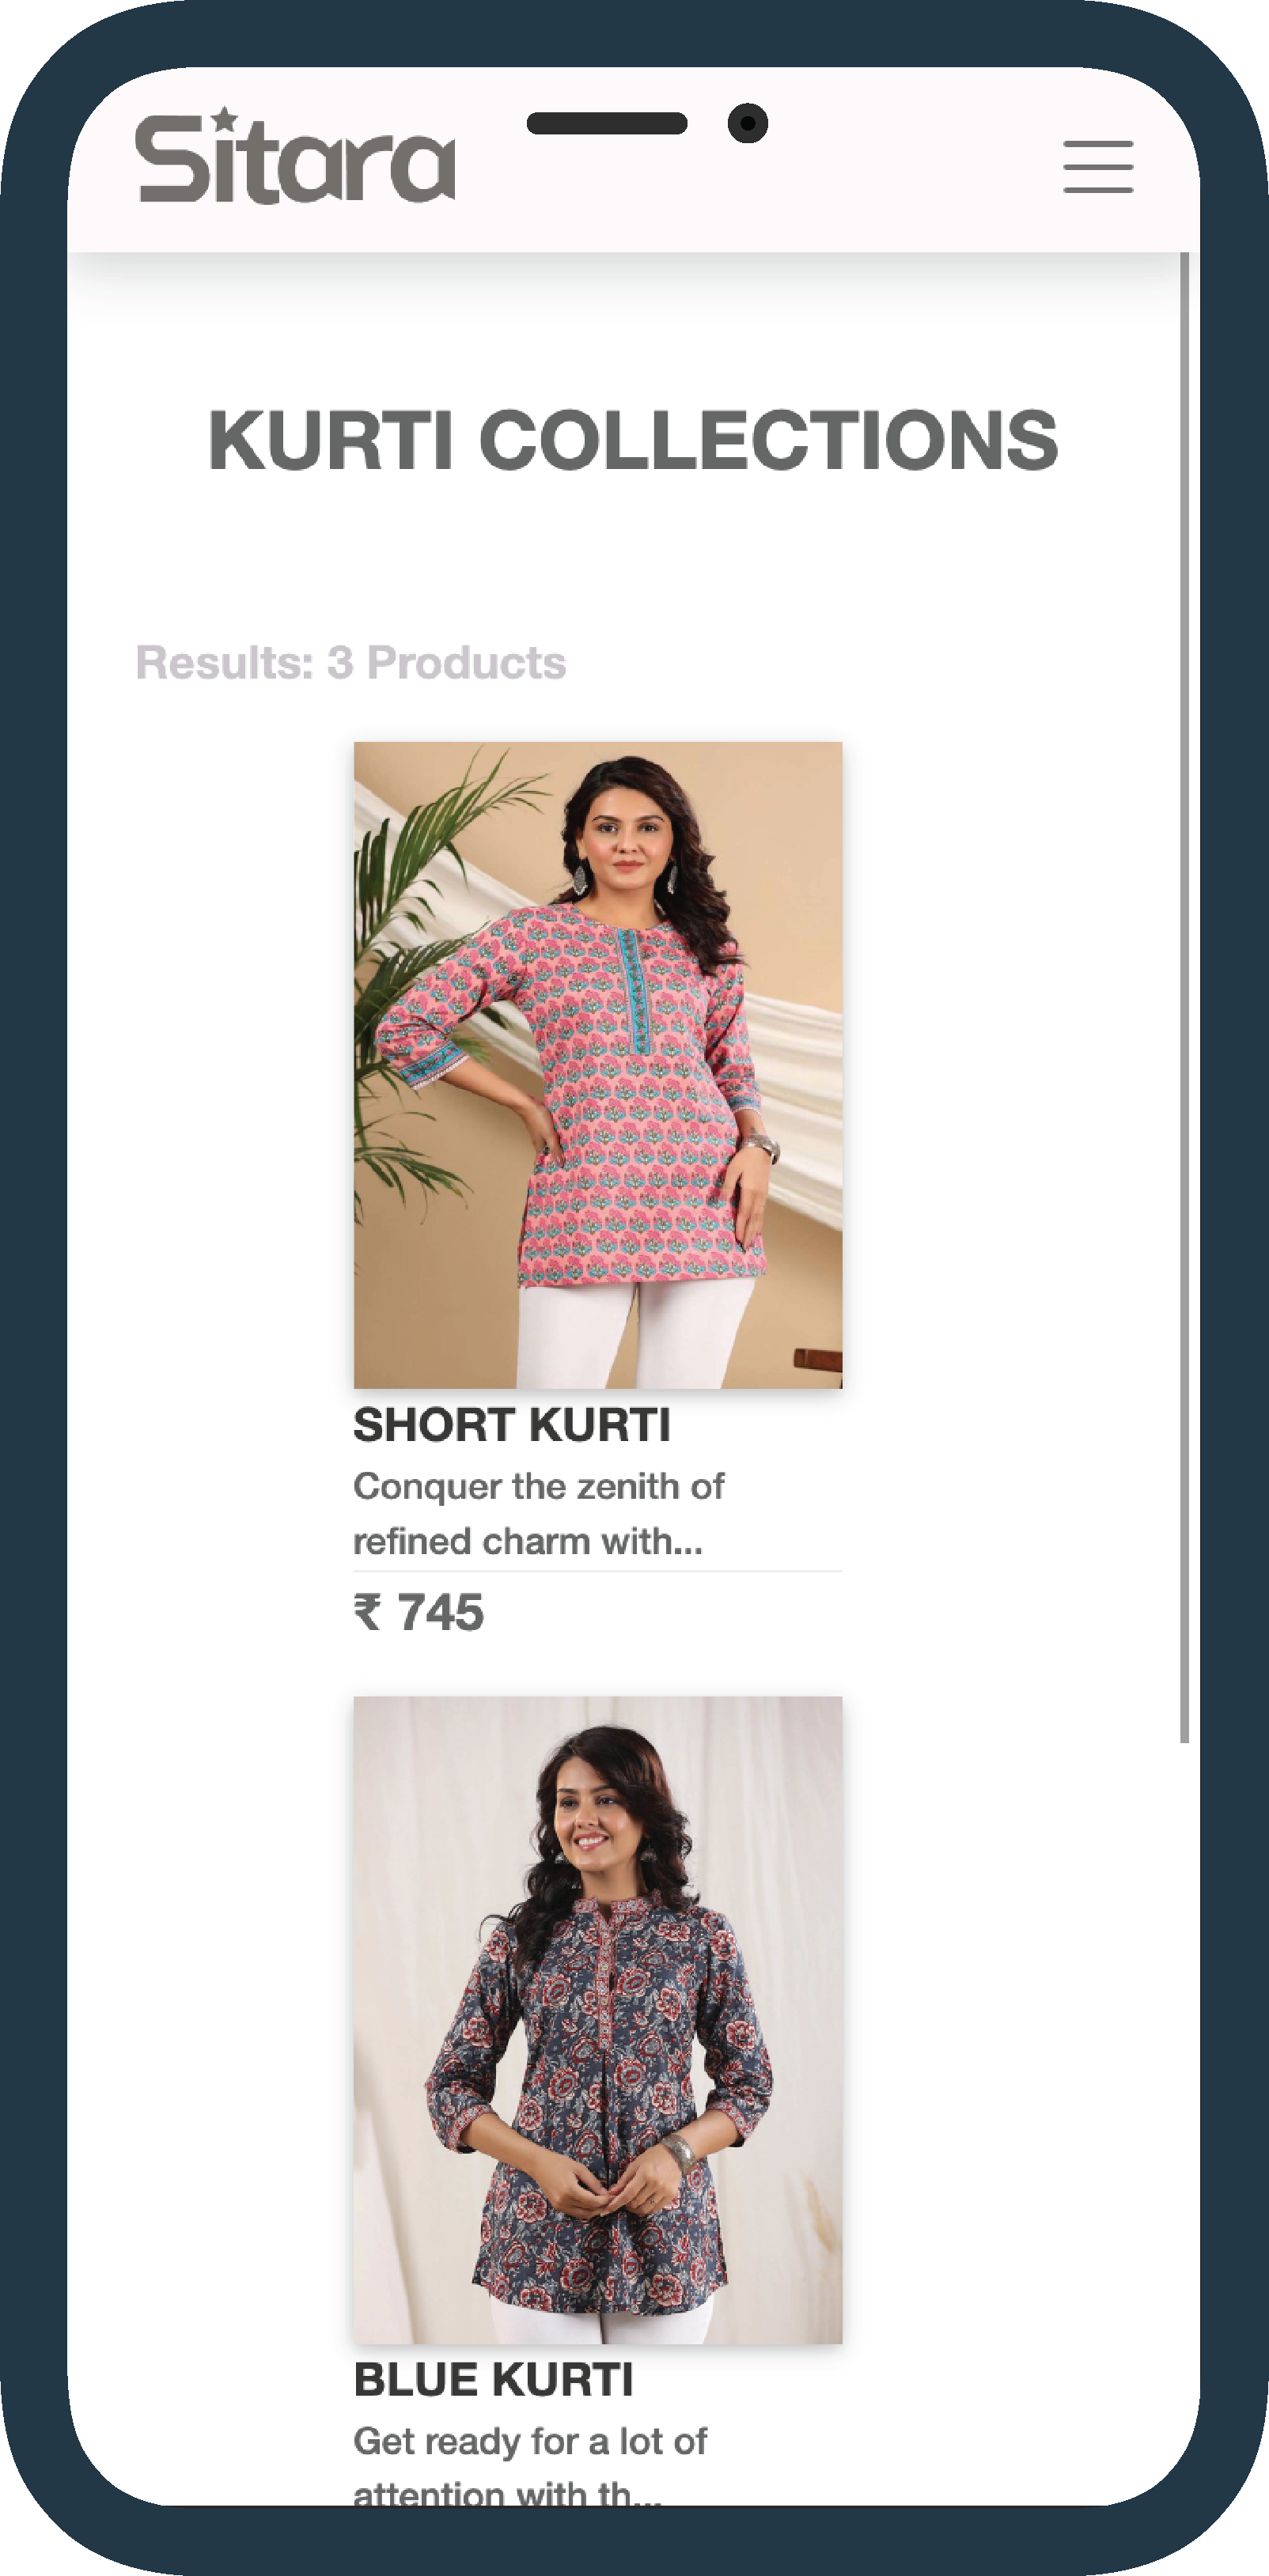 Sitara
KURTI COLLECTIONS
Results: 3 Products
SHORT KURTI
Conquer the zenith of
refined charm with...
₹ 745
BLUE KURTI
Get ready for a lot of
attention with th...